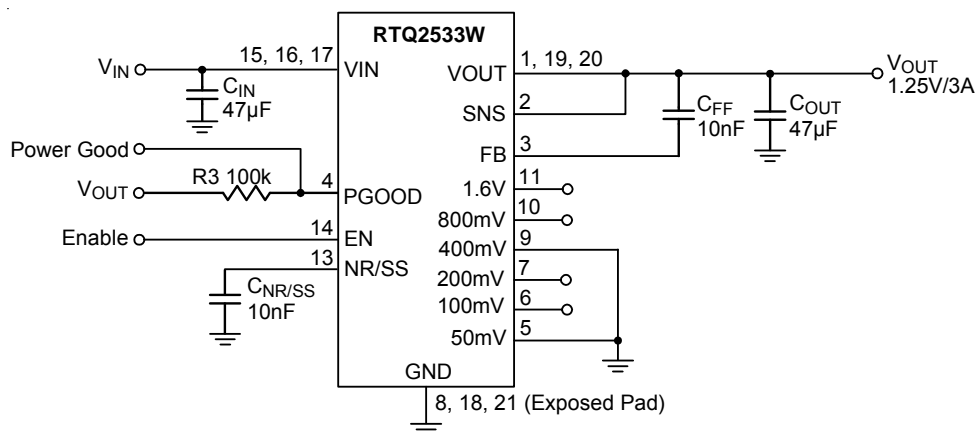 RTQ2533W
15, 16, 17
1, 19, 20
VIN
VIN
VOUT
VOUT
1.25V/3A
CIN
47µF
SNS
2
CFF
10nF
COUT
47µF
Power Good
FB
3
R3 100k
4
1.6V
11
VOUT
PGOOD
800mV
10
Enable
14
EN
400mV
9
13
NR/SS
200mV
7
CNR/SS
10nF
100mV
6
50mV
5
GND
8, 18, 21 (Exposed Pad)